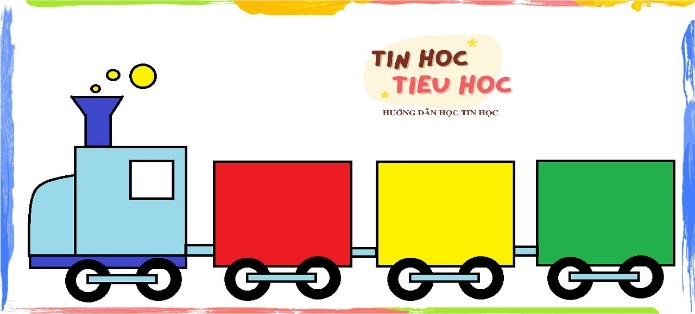 TIN HOC
TIEU HOC
HƯỚNG DẪN HỌC TIN HỌC